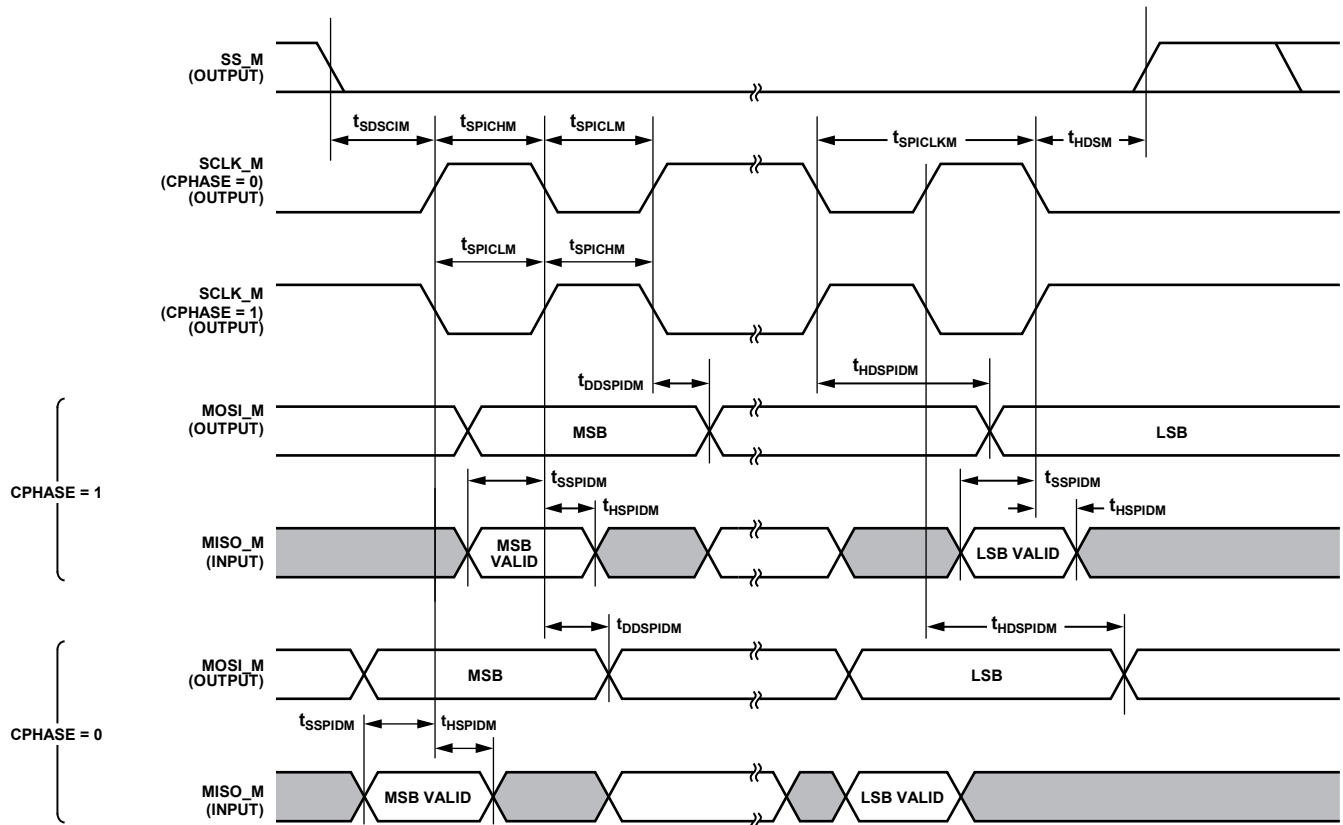 SS_M
(OUTPUT)
tSDSCIM tSPICHM tSPICLM tSPICLKM tHDSM
SCLK_M
(CPHASE = 0)
(OUTPUT)
tSPICLM tSPICHM
SCLK_M
(CPHASE = 1)
(OUTPUT)
tDDSPIDM tHDSPIDM
CPHASE = 1
MOSI_M
(OUTPUT)
MSB LSB
tSSPIDM tSSPIDM
tHSPIDM tHSPIDM
MISO_M
(INPUT)
MSB
VALID
LSB VALID
tDDSPIDM tHDSPIDM
CPHASE = 0
MOSI_M
(OUTPUT)
MSB LSB
tSSPIDM tHSPIDM
MISO_M
(INPUT)
MSB VALID LSB VALID